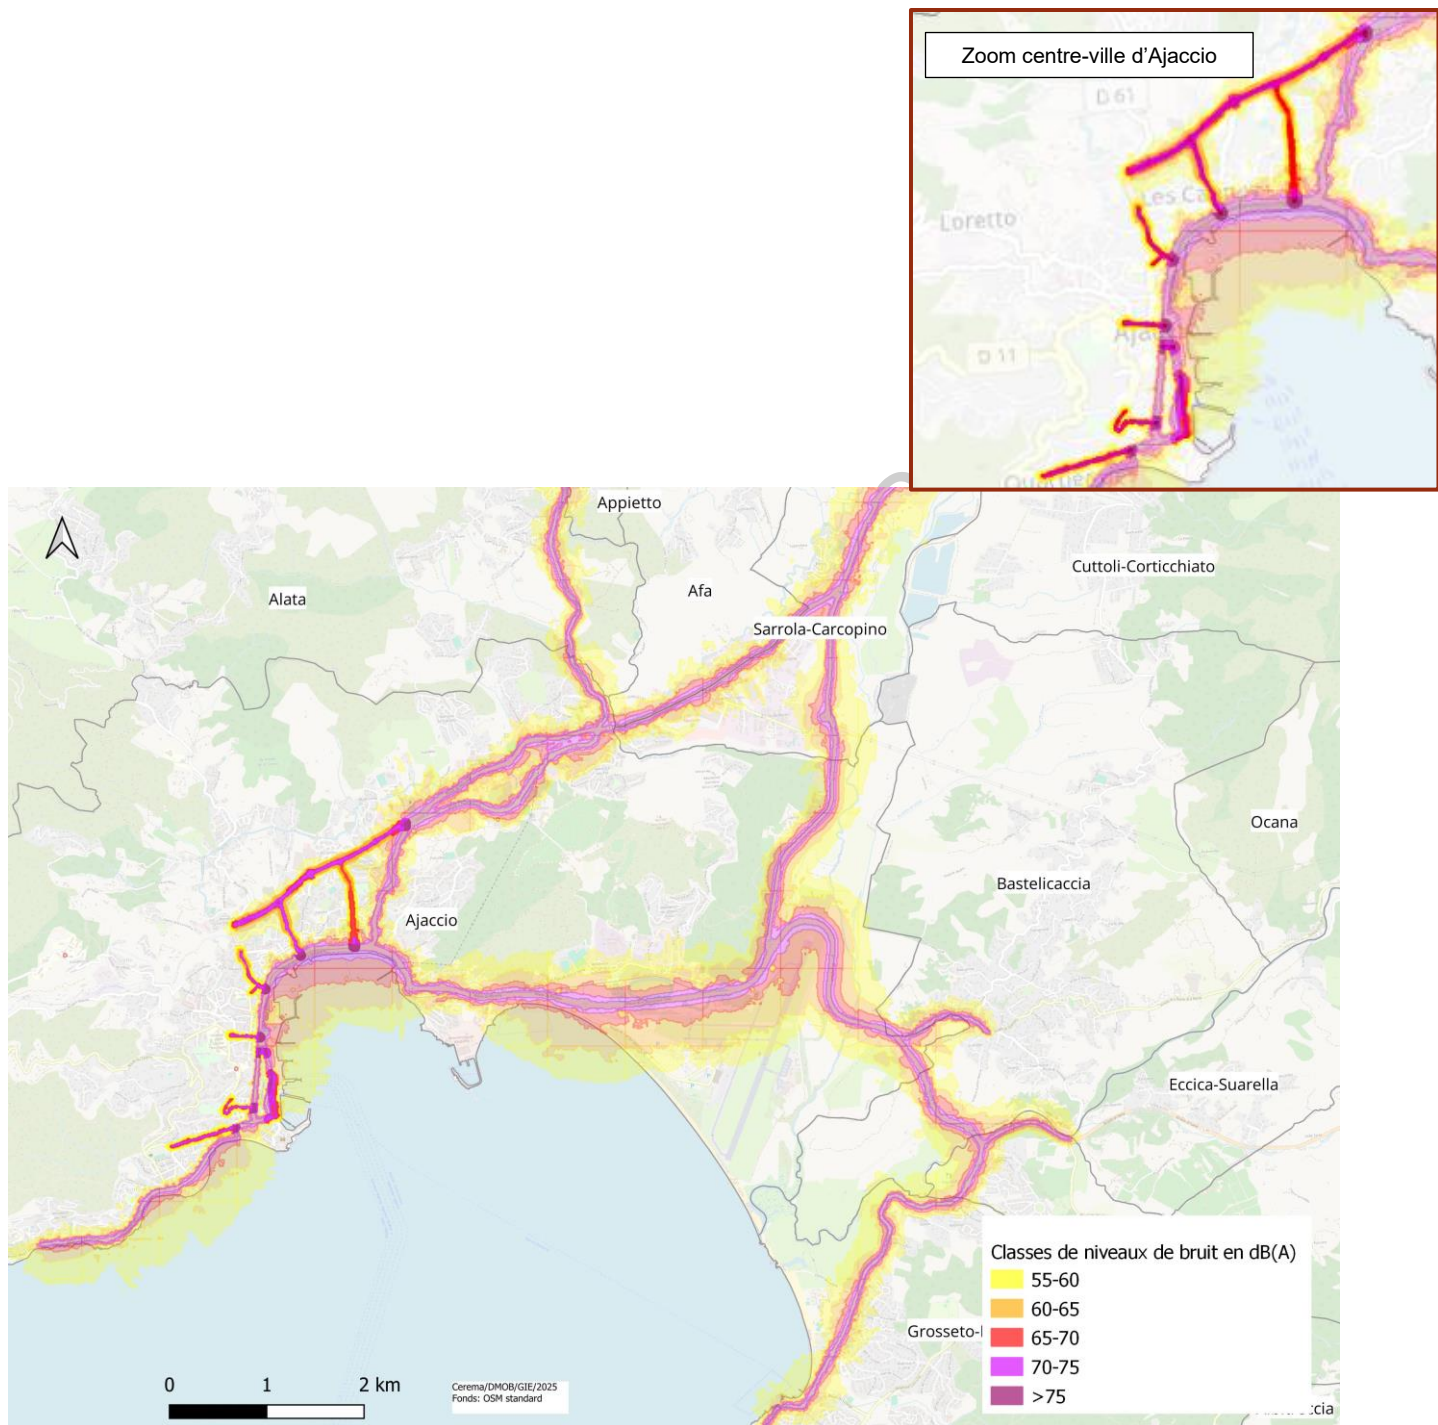 Zoom centre-ville d'Ajaccio
D 61
Loretto
D 11
Appietto
Cuttoli-Corticchiato
Alata
Afa
Sarrola-Carcopino
Ocana
Bastelicaccia
Ajaccio
Eccica-Suarella
Classes de niveaux de bruit en dB(A)
55-60
60-65
65-70
70-75
>75
Grosseto-
0 1 2 km
Cerema/DMOB/GIE/2025
Fonds: OSM standard